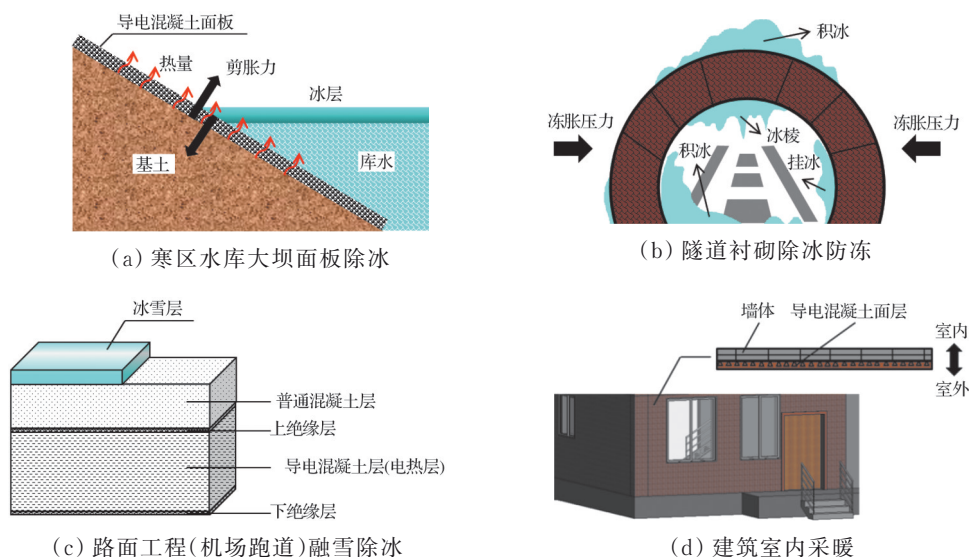 导电混凝土面板
热量
剪胀力
冰层
基土
库水
(a) 寒区水库大坝面板除冰
积冰
冻胀压力
冻胀压力
冰棱
积冰
挂冰
(b) 隧道衬砌除冰防冻
冰雪层
普通混凝土层
上绝缘层
导电混凝土层(电热层)
下绝缘层
(c) 路面工程(机场跑道)融雪除冰
墙体
导电混凝土面层
室内
室外
(d) 建筑室内采暖